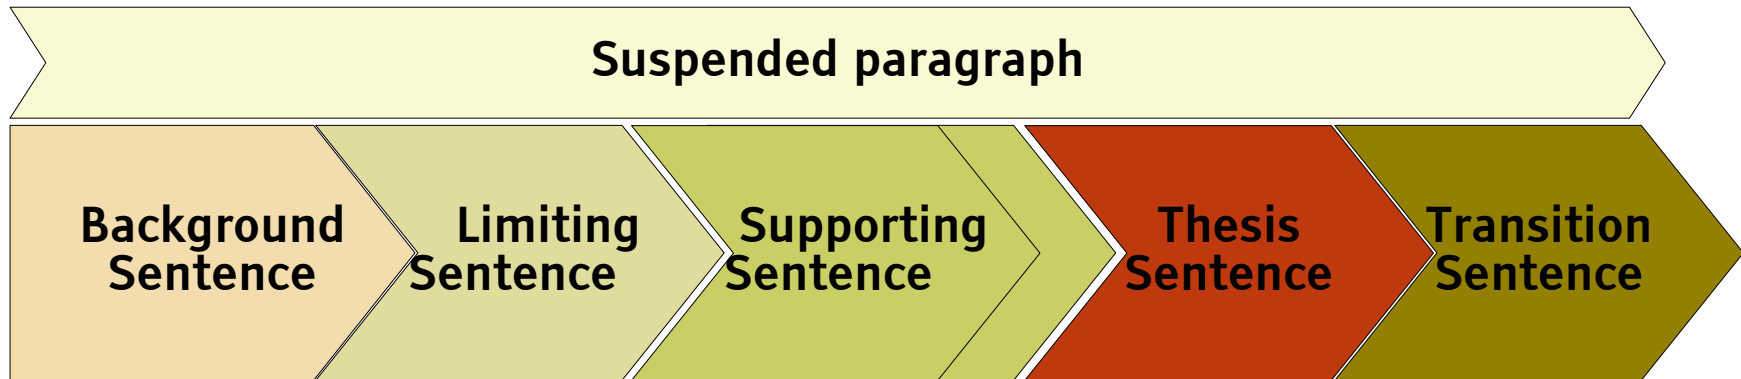 Suspended paragraph
Background
Sentence
Limiting
Sentence
Supporting
Sentence
Thesis
Sentence
Transition
Sentence